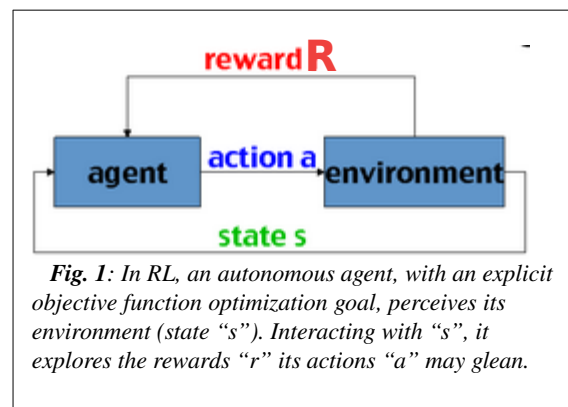 reward R
agent
action a
environment
state s
Fig. 1: In RL, an autonomous agent, with an explicit
objective function optimization goal, perceives its
environment (state “s”). Interacting with “s”, it
explores the rewards “r” its actions “a” may glean.